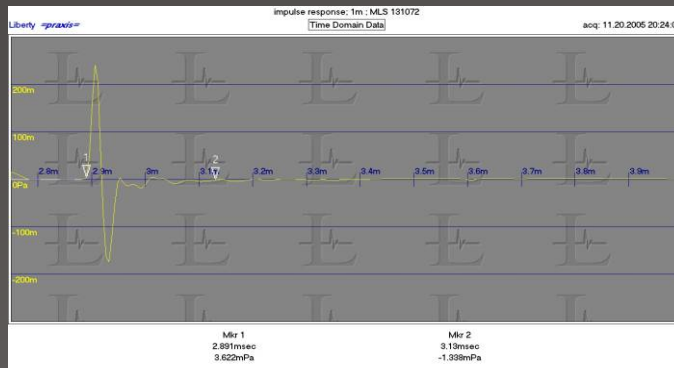 impulse response; 1m ; MLS 131072
Liberty =praxis= Time Domain Data acq: 11.20.2005 20:24:0
200m
100m
1 2
2.8m 2.9m 3m 3.1m 3.2m 3.3m 3.4m 3.5m 3.6m 3.7m 3.8m 3.9m
0Pa
-100m
-200m
Mkr 1 Mkr 2
2.891msec 3.13msec
3.622mPa -1.338mPa